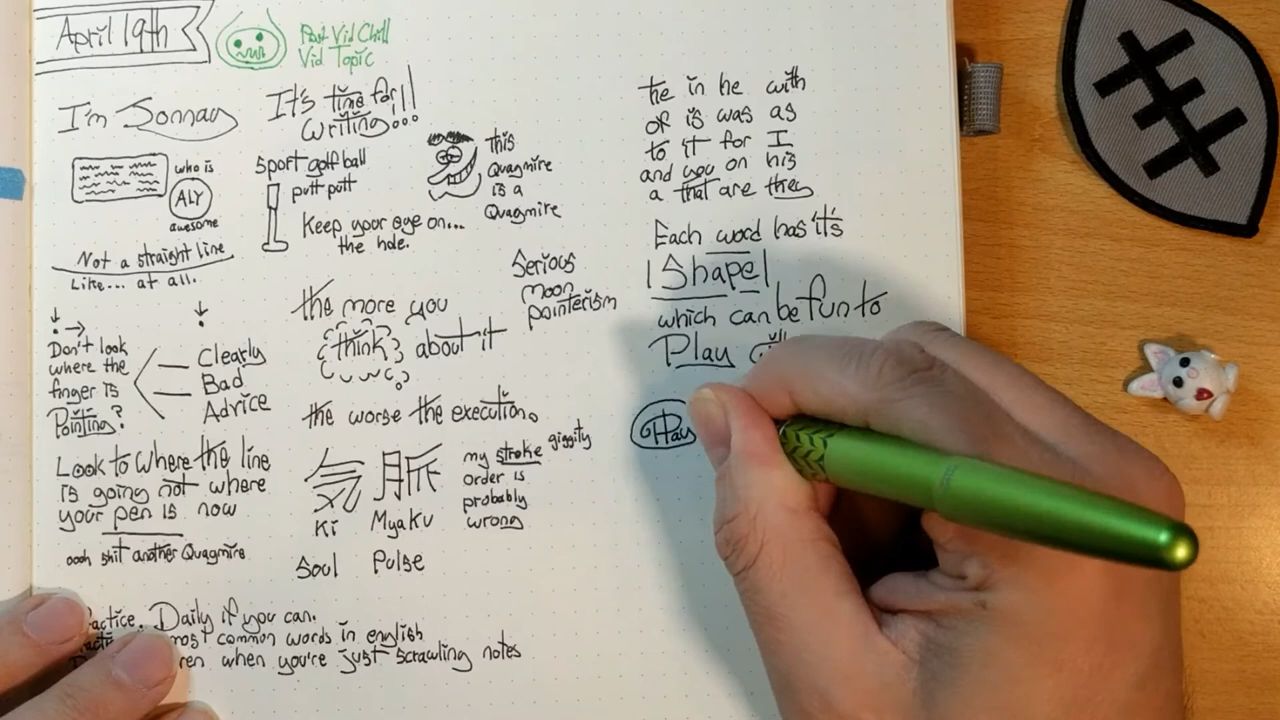 April 19th
Post Vid Chill
Vid Topic
I'm Sonnay
It's time for!!
writing...
who is
ALY
awesome
Not a straight line
Like... at all.
sport golf ball
putt putt
Keep your eye on...
the hole.
this
Quagmire
is a
Quagmire
Serious
moon
pointerism
the more you
think about it
the worse the execution.
Don't look
where the
finger is
Pointing?
Clearly
Bad
Advice
Look to where the line
is going not where
your pen is now
oooh shit another Quagmire
気 脈
Ki Myaku
Soul Pulse
my stroke giggity
order is
probably
wrong
Practice. Daily if you can.
most common words in english
when you're just scrawling notes
the in he with
of is was as
to it for I
and you on his
a that are they
Each word has it's
Shape
which can be fun to
Play
Play